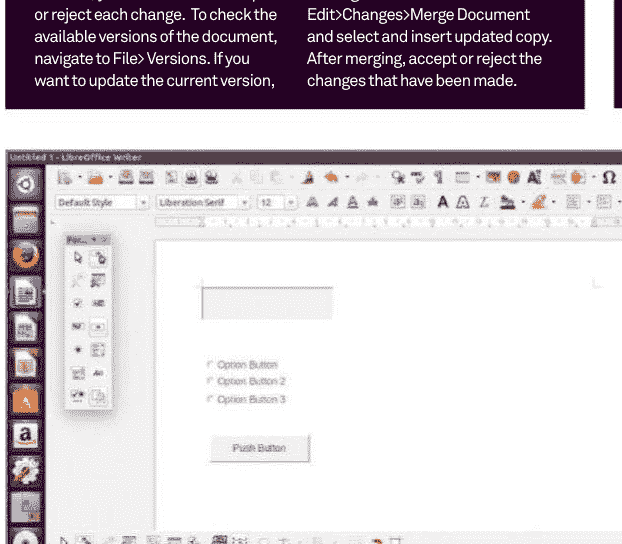 or reject each change. To check the
available versions of the document,
navigate to File> Versions. If you
want to update the current version,
Edit>Changes>Merge Document
and select and insert updated copy.
After merging, accept or reject the
changes that have been made.
Untitled 1 - LibreOffice Writer
Default Style
Liberation Serif
12
For...
Option Button
Option Button 2
Option Button 3
Push Button